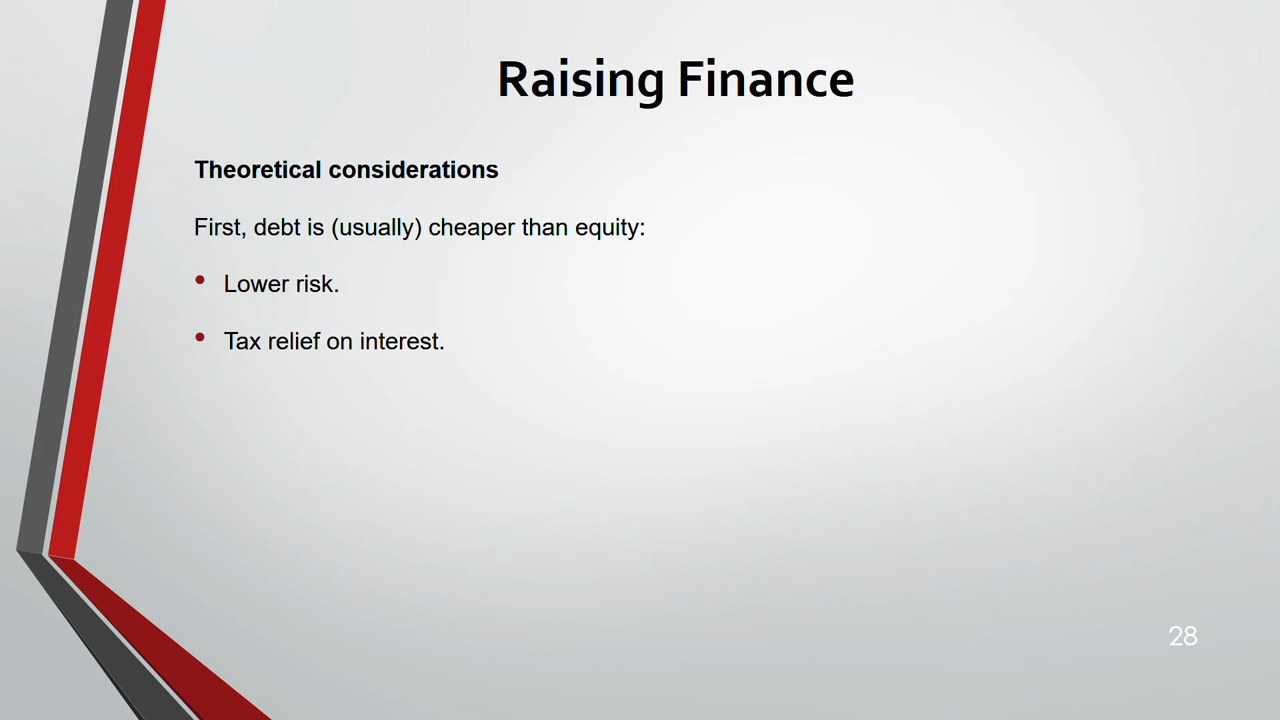 Raising Finance
Theoretical considerations
First, debt is (usually) cheaper than equity:
• Lower risk.
• Tax relief on interest.
28